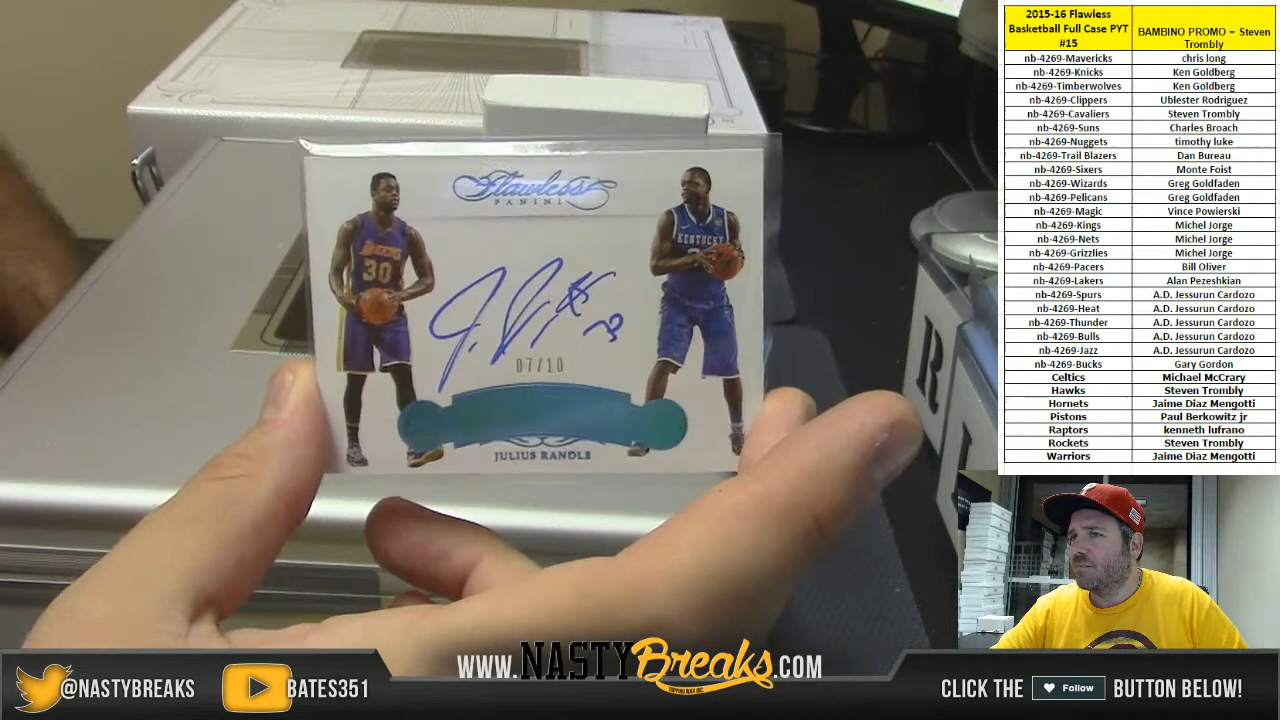 Flawless
PANINI
LAKERS
30
KENTUCKY
07/10
JULIUS RANDLE
2015-16 Flawless
Basketball Full Case PYT
#15
BAMBINO PROMO - Steven
Trombly
nb-4269-Mavericks chris long
nb-4269-Knicks Ken Goldberg
nb-4269-Timberwolves Ken Goldberg
nb-4269-Clippers Ublester Rodriguez
nb-4269-Cavaliers Steven Trombly
nb-4269-Suns Charles Broach
nb-4269-Nuggets timothy luke
nb-4269-Trail Blazers Dan Bureau
nb-4269-Sixers Monte Foist
nb-4269-Wizards Greg Goldfaden
nb-4269-Pelicans Greg Goldfaden
nb-4269-Magic Vince Powierski
nb-4269-Kings Michel Jorge
nb-4269-Nets Michel Jorge
nb-4269-Grizzlies Michel Jorge
nb-4269-Pacers Bill Oliver
nb-4269-Lakers Alan Pezeshkian
nb-4269-Spurs A.D. Jessurun Cardozo
nb-4269-Heat A.D. Jessurun Cardozo
nb-4269-Thunder A.D. Jessurun Cardozo
nb-4269-Bulls A.D. Jessurun Cardozo
nb-4269-Jazz A.D. Jessurun Cardozo
nb-4269-Bucks Gary Gordon
Celtics Michael McCrary
Hawks Steven Trombly
Hornets Jaime Diaz Mengotti
Pistons Paul Berkowitz jr
Raptors kenneth lufrano
Rockets Steven Trombly
Warriors Jaime Diaz Mengotti
@NASTYBREAKS
BATES351
WWW.NASTYBreaks.COM
RIPPING WAX INC
CLICK THE Follow BUTTON BELOW!